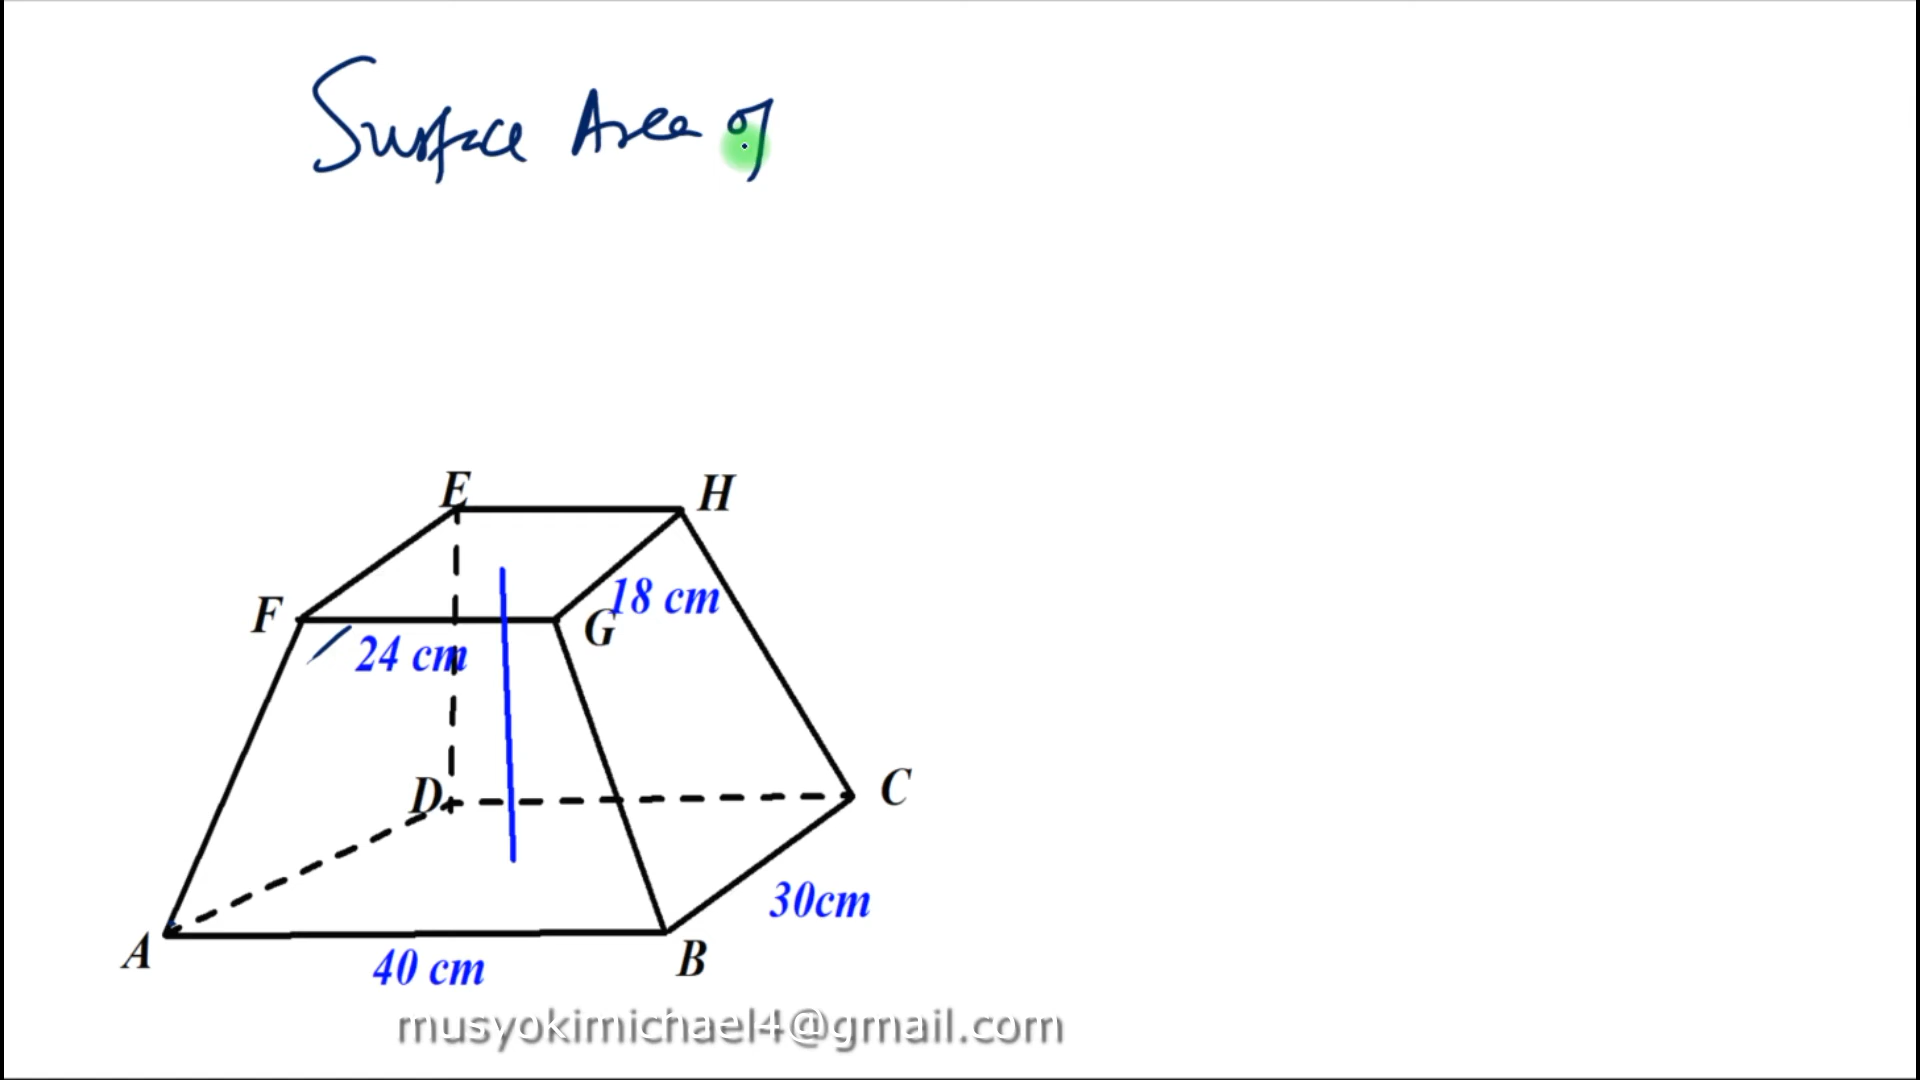 Surface Area of
E
H
18 cm
F
G
24 cm
D
C
30cm
A
B
40 cm
musyokimichael4@gmail.com